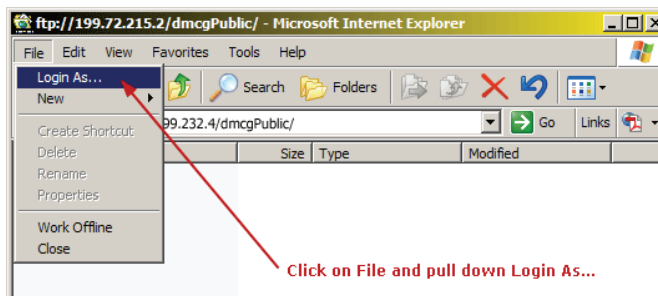 ftp://199.72.215.2/dmcgPublic/ - Microsoft Internet Explorer
File Edit View Favorites Tools Help
Login As...
Search Folders
New
99.232.4/dmcgPublic/ Go Links
Create Shortcut
Delete
Size Type Modified
Rename
Properties
Work Offline
Close
Click on File and pull down Login As...